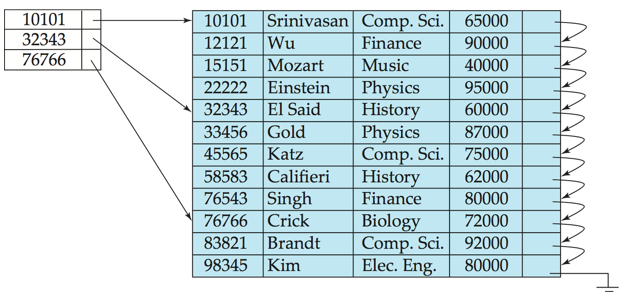 10101
32343
76766
10101 Srinivasan Comp. Sci. 65000
12121 Wu Finance 90000
15151 Mozart Music 40000
22222 Einstein Physics 95000
32343 El Said History 60000
33456 Gold Physics 87000
45565 Katz Comp. Sci. 75000
58583 Califieri History 62000
76543 Singh Finance 80000
76766 Crick Biology 72000
83821 Brandt Comp. Sci. 92000
98345 Kim Elec. Eng. 80000